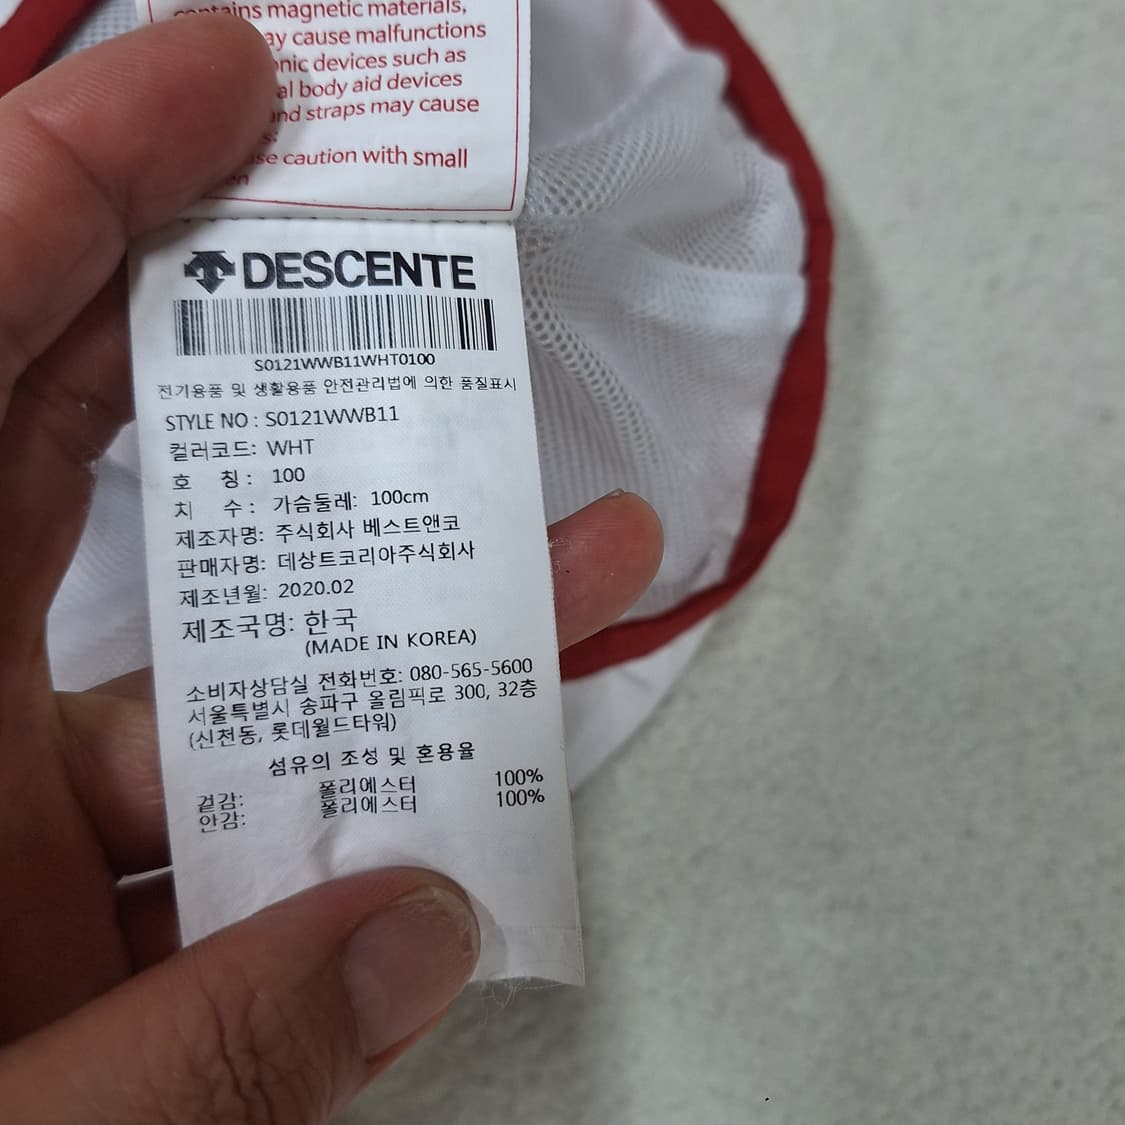 contains magnetic materials,
may cause malfunctions
such as
al body aid devices
and straps may cause
caution with small
DESCENTE
S0121WWB11WHT0100
전기용품 및 생활용품 안전관리법에 의한 품질표시
STYLE NO : S0121WWB11
컬러코드: WHT
호 칭 : 100
치 수 : 가슴둘레: 100cm
제조자명: 주식회사 베스트앤코
판매자명: 데상트코리아주식회사
제조년월: 2020.02
제조국명: 한국
(MADE IN KOREA)
소비자상담실 전화번호: 080-565-5600
서울특별시 송파구 올림픽로 300, 32층
(신천동, 롯데월드타워)
섬유의 조성 및 혼용율
겉감: 폴리에스터 100%
안감: 폴리에스터 100%